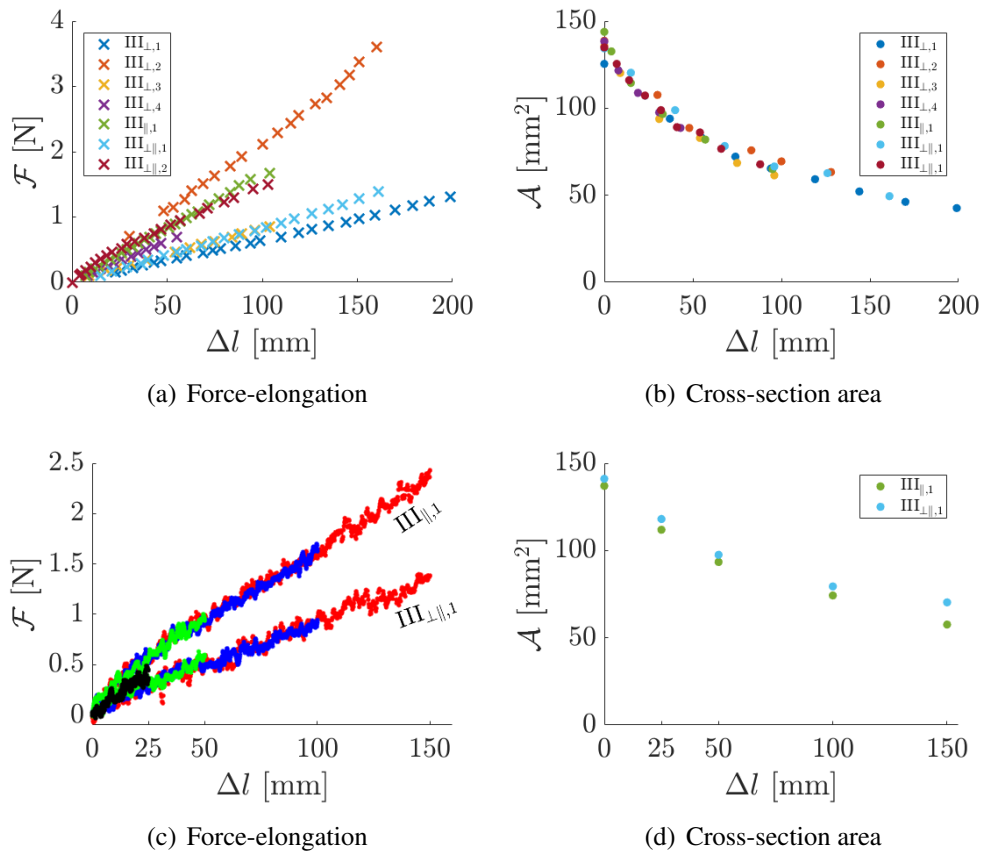 4
3
2
1
0
ℱ [N]
III⊥,1
III⊥,2
III⊥,3
III⊥,4
III∥,1
III⊥∥,1
III⊥∥,2
0 50 100 150 200
Δl [mm]
(a) Force-elongation
150
100
50
0
𝒜 [mm²]
III⊥,1
III⊥,2
III⊥,3
III⊥,4
III∥,1
III⊥∥,1
III⊥∥,1
0 50 100 150 200
Δl [mm]
(b) Cross-section area
2.5
2
1.5
1
0.5
0
ℱ [N]
III∥,1
III⊥∥,1
0 25 50 100 150
Δl [mm]
(c) Force-elongation
150
100
50
0
𝒜 [mm²]
III∥,1
III⊥∥,1
0 25 50 100 150
Δl [mm]
(d) Cross-section area